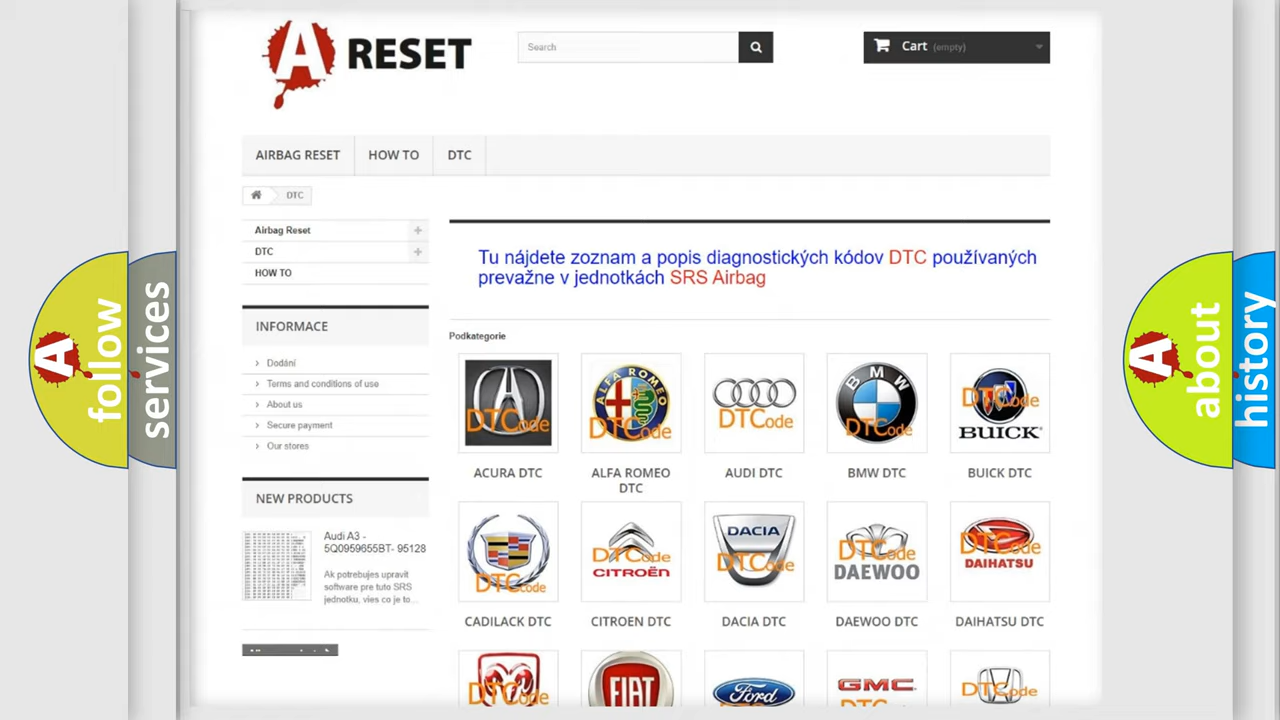 A RESET
Search
Cart (empty)
AIRBAG RESET
HOW TO
DTC
DTC
Airbag Reset
DTC
HOW TO
Tu nájdete zoznam a popis diagnostických kódov DTC používaných
prevažne v jednotkách SRS Airbag
INFORMACE
Dodání
Terms and conditions of use
About us
Secure payment
Our stores
Podkategorie
ALFA ROMEO
BMW
BUICK
DTCode
DTCode
DTCode
DTCode
DTCode
ACURA DTC
ALFA ROMEO
DTC
AUDI DTC
BMW DTC
BUICK DTC
NEW PRODUCTS
Audi A3 -
5Q0959655BT- 95128
Ak potrebujes upravit
software pre tuto SRS
jednotku, vies co je to...
DTCode
DTCode
CITROËN
DACIA
DTCode
DTCode
DAEWOO
DTCode
DAIHATSU
CADILACK DTC
CITROEN DTC
DACIA DTC
DAEWOO DTC
DAIHATSU DTC
DTCode
FIAT
Ford
GMC
DTCode
A
follow
services
A
about
history